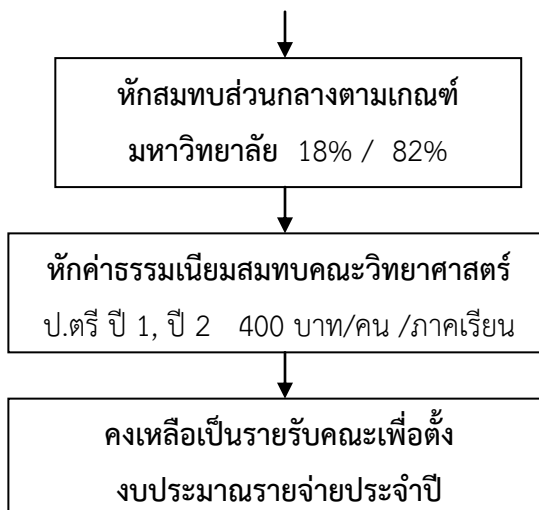 หักสมทบส่วนกลางตามเกณฑ์
มหาวิทยาลัย 18% / 82%
หักค่าธรรมเนียมสมทบคณะวิทยาศาสตร์
ป.ตรี ปี 1, ปี 2 400 บาท/คน /ภาคเรียน
คงเหลือเป็นรายรับคณะเพื่อตั้ง
งบประมาณรายจ่ายประจำปี